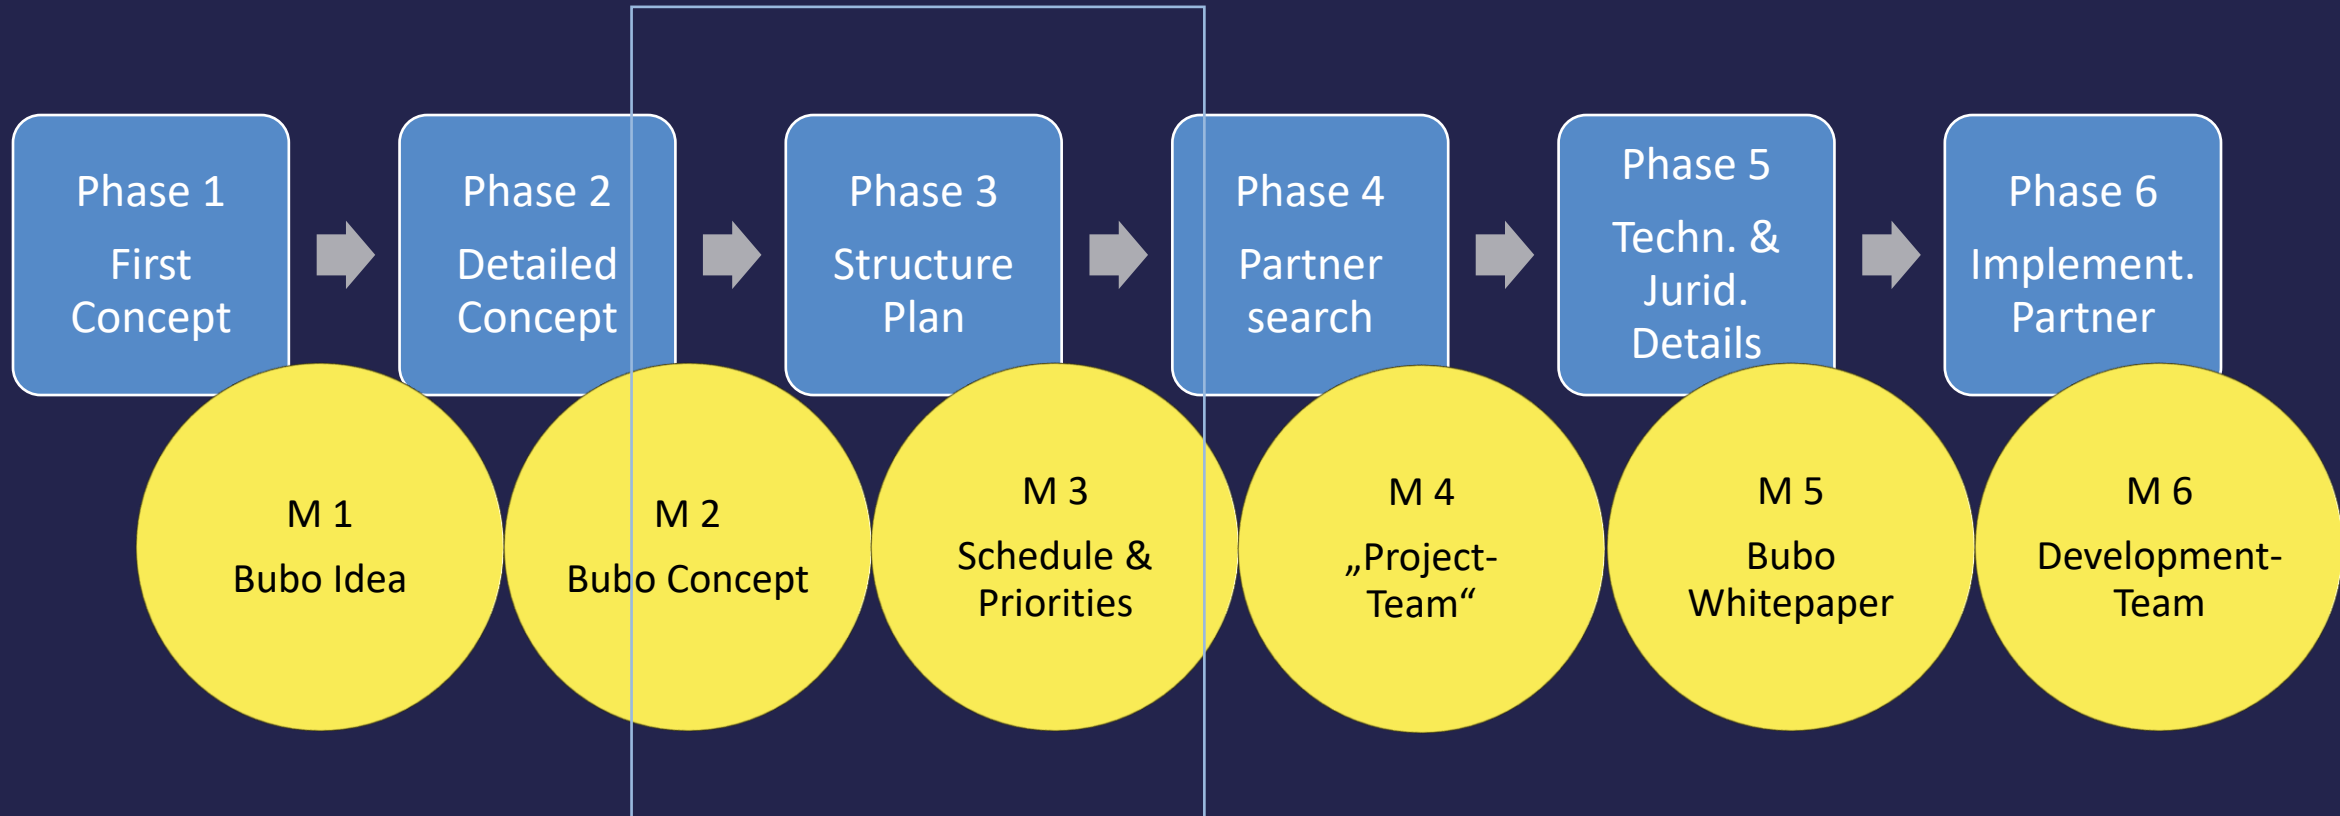 Phase 1
First
Concept
Phase 2
Detailed
Concept
Phase 3
Structure
Plan
Phase 4
Partner
search
Phase 5
Techn. &
Jurid.
Details
Phase 6
Implement.
Partner
M 1
Bubo Idea
M 2
Bubo Concept
M 3
Schedule &
Priorities
M 4
„Project-
Team“
M 5
Bubo
Whitepaper
M 6
Development-
Team